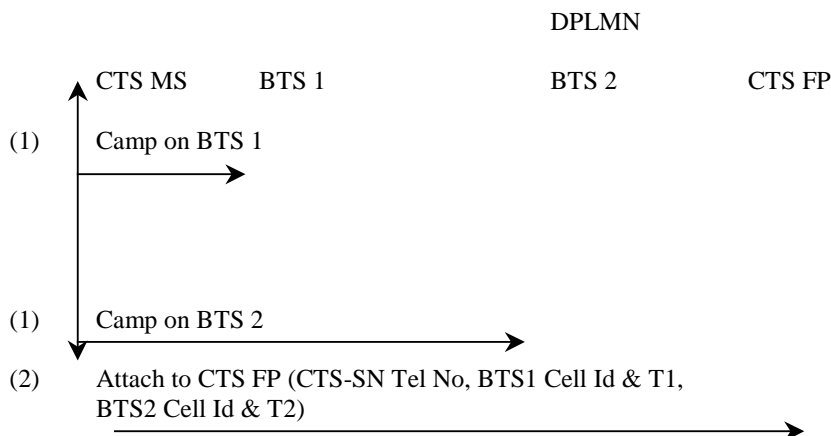 DPLMN
CTS MS BTS 1 BTS 2 CTS FP
(1) Camp on BTS 1
(1) Camp on BTS 2
(2) Attach to CTS FP (CTS-SN Tel No, BTS1 Cell Id & T1,
BTS2 Cell Id & T2)